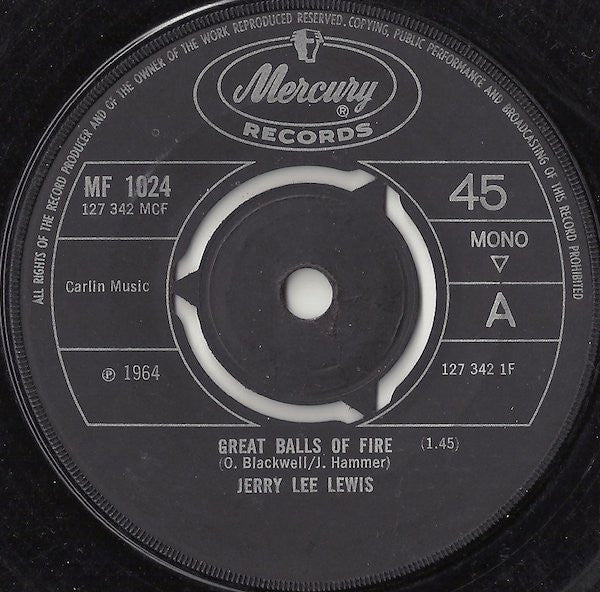 ALL RIGHTS OF THE RECORD PRODUCER AND OF THE OWNER OF THE WORK REPRODUCED RESERVED. COPYING, PUBLIC PERFORMANCE AND BROADCASTING OF THIS RECORD PROHIBITED
Mercury
®
RECORDS
MF 1024
127 342 MCF
45
MONO
Carlin Music
A
℗ 1964
127 342 1F
GREAT BALLS OF FIRE (1.45)
(O. Blackwell/J. Hammer)
JERRY LEE LEWIS